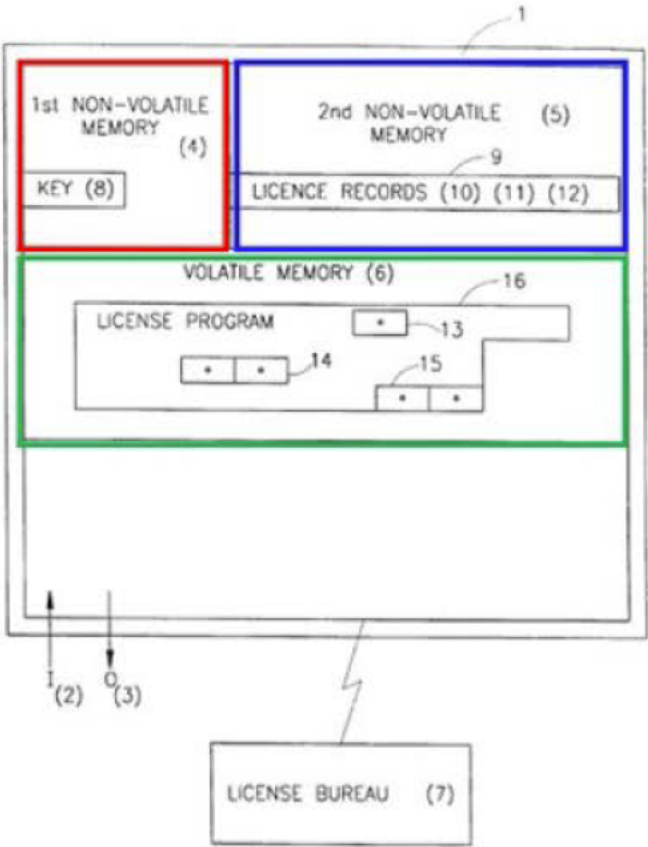 1
1st NON-VOLATILE
MEMORY
(4)
KEY (8)
2nd NON-VOLATILE (5)
MEMORY
9
LICENCE RECORDS (10) (11) (12)
VOLATILE MEMORY (6)
16
LICENSE PROGRAM
13
14
15
I
(2)
O
(3)
LICENSE BUREAU (7)